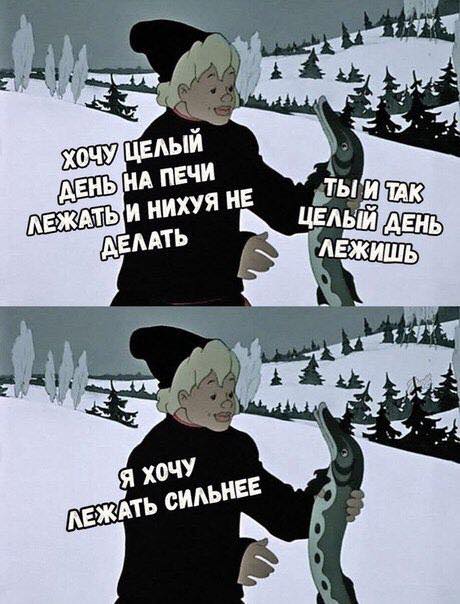 ХОЧУ ЦЕЛЫЙ
ДЕНЬ НА ПЕЧИ
ЛЕЖАТЬ И НИХУЯ НЕ
ДЕЛАТЬ
ТЫ И ТАК
ЦЕЛЫЙ ДЕНЬ
ЛЕЖИШЬ
Я ХОЧУ
ЛЕЖАТЬ СИЛЬНЕЕ